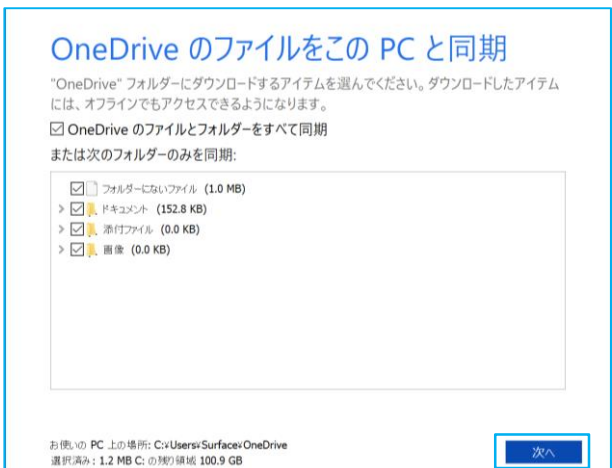 OneDrive のファイルをこの PC と同期
"OneDrive" フォルダーにダウンロードするアイテムを選んでください。ダウンロードしたアイテム
には、オフラインでもアクセスできるようになります。
OneDrive のファイルとフォルダーをすべて同期
または次のフォルダーのみを同期:
フォルダーにないファイル (1.0 MB)
ドキュメント (152.8 KB)
添付ファイル (0.0 KB)
画像 (0.0 KB)
お使いの PC 上の場所: C:¥Users¥Surface¥OneDrive
選択済み: 1.2 MB C: の残り領域 100.9 GB
次へ